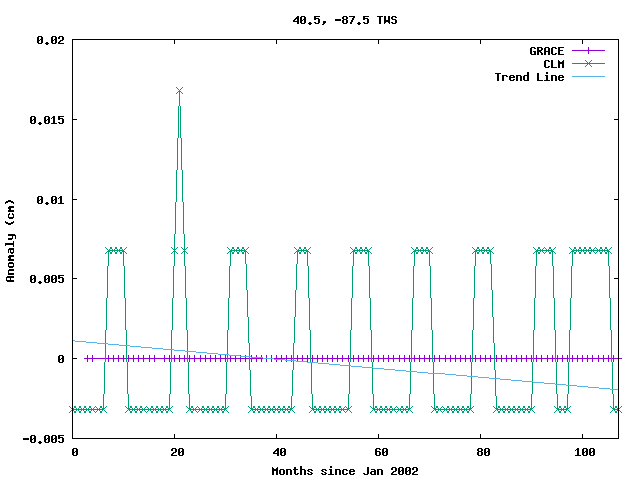 40.5, -87.5 TWS
GRACE
CLM
Trend Line
0.02
0.015
0.01
0.005
0
-0.005
Anomaly (cm)
0 20 40 60 80 100
Months since Jan 2002